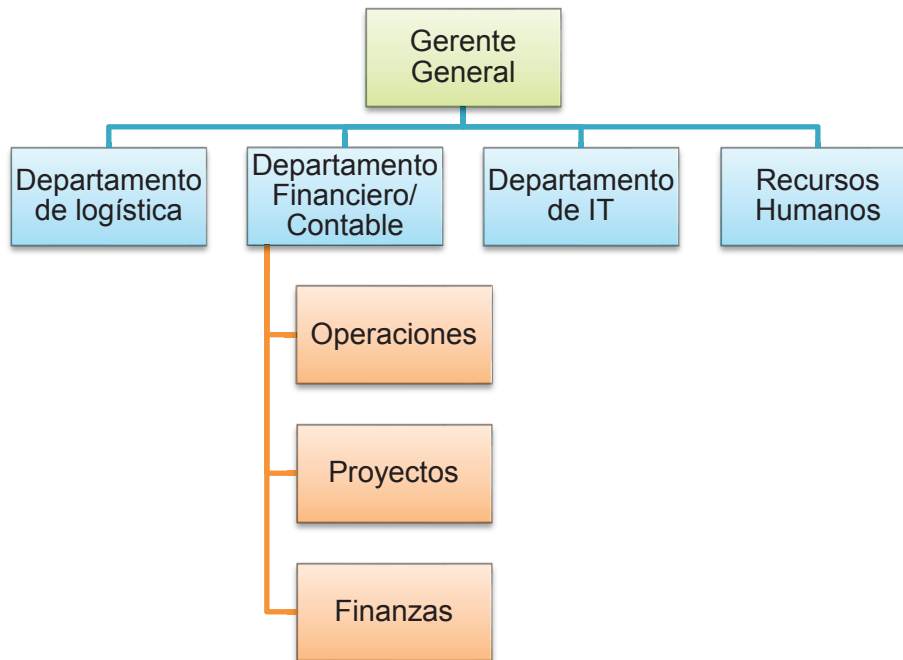 Gerente
General
Departamento
de logística
Departamento
Financiero/
Contable
Departamento
de IT
Recursos
Humanos
Operaciones
Proyectos
Finanzas